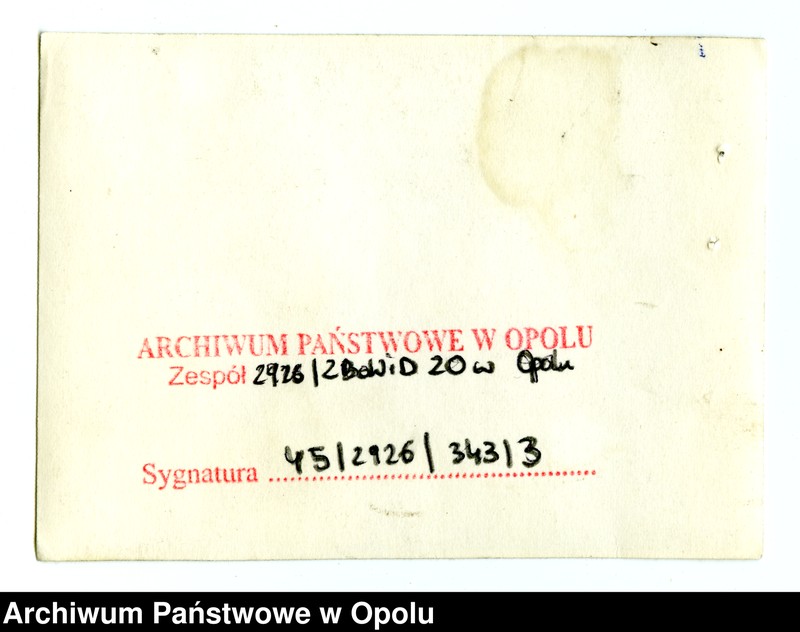 ARCHIWUM PAŃSTWOWE W OPOLU
Zespół 2926/ZBoWiD ZO w Opolu
Sygnatura 45/2926/343/3
Archiwum Państwowe w Opolu